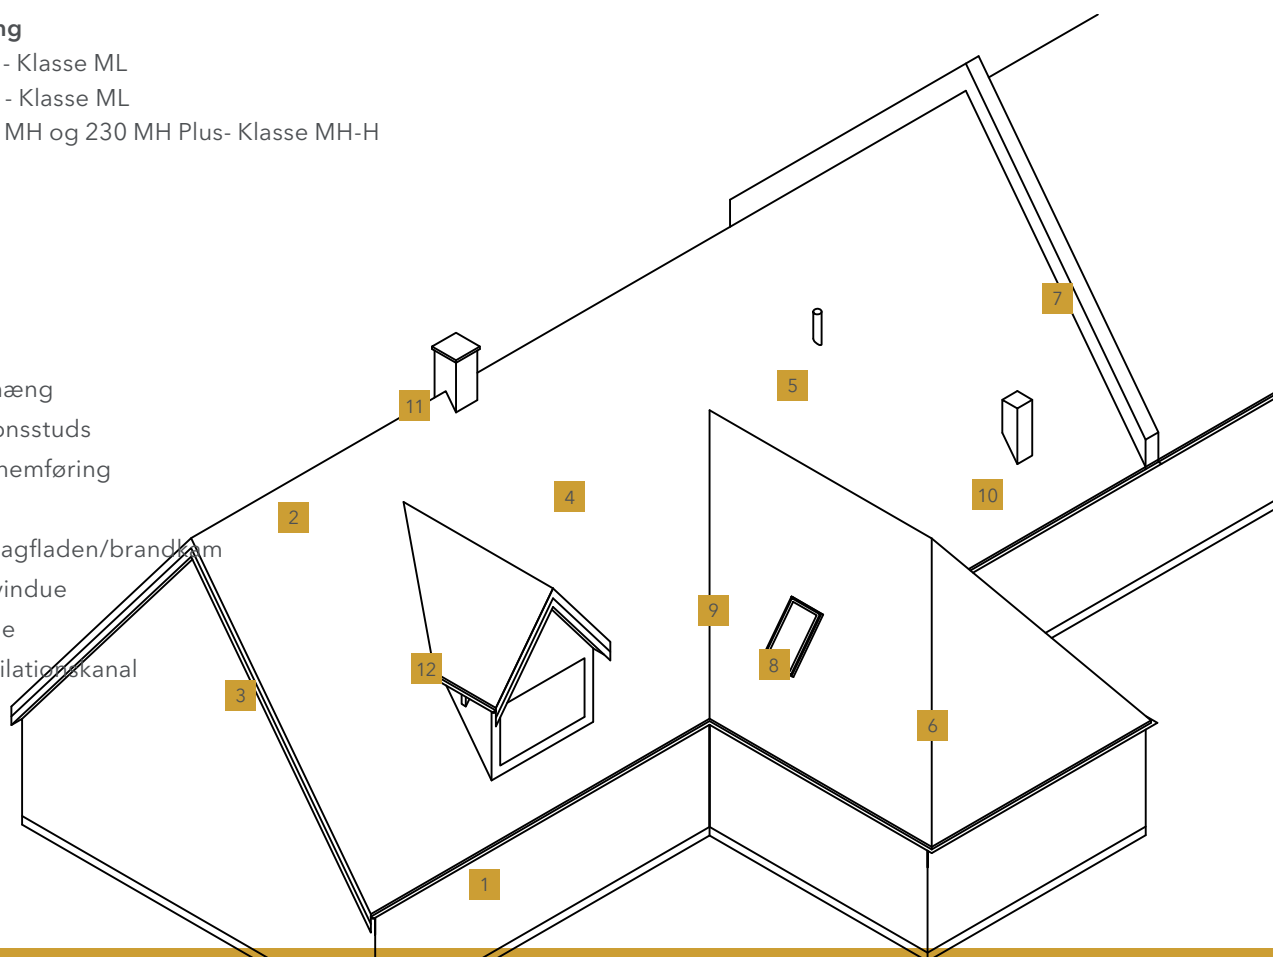 ng
- Klasse ML
- Klasse ML
MH og 230 MH Plus- Klasse MH-H
7
5
11
10
4
2
onsstuds
nemføring
agfladen/brandkam
vindue
e
9
8
ilationskanal
12
3
6
1